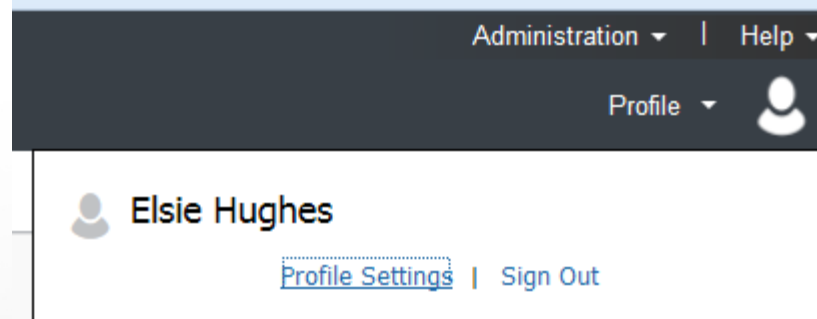 Administration | Help
Profile
Elsie Hughes
Profile Settings | Sign Out